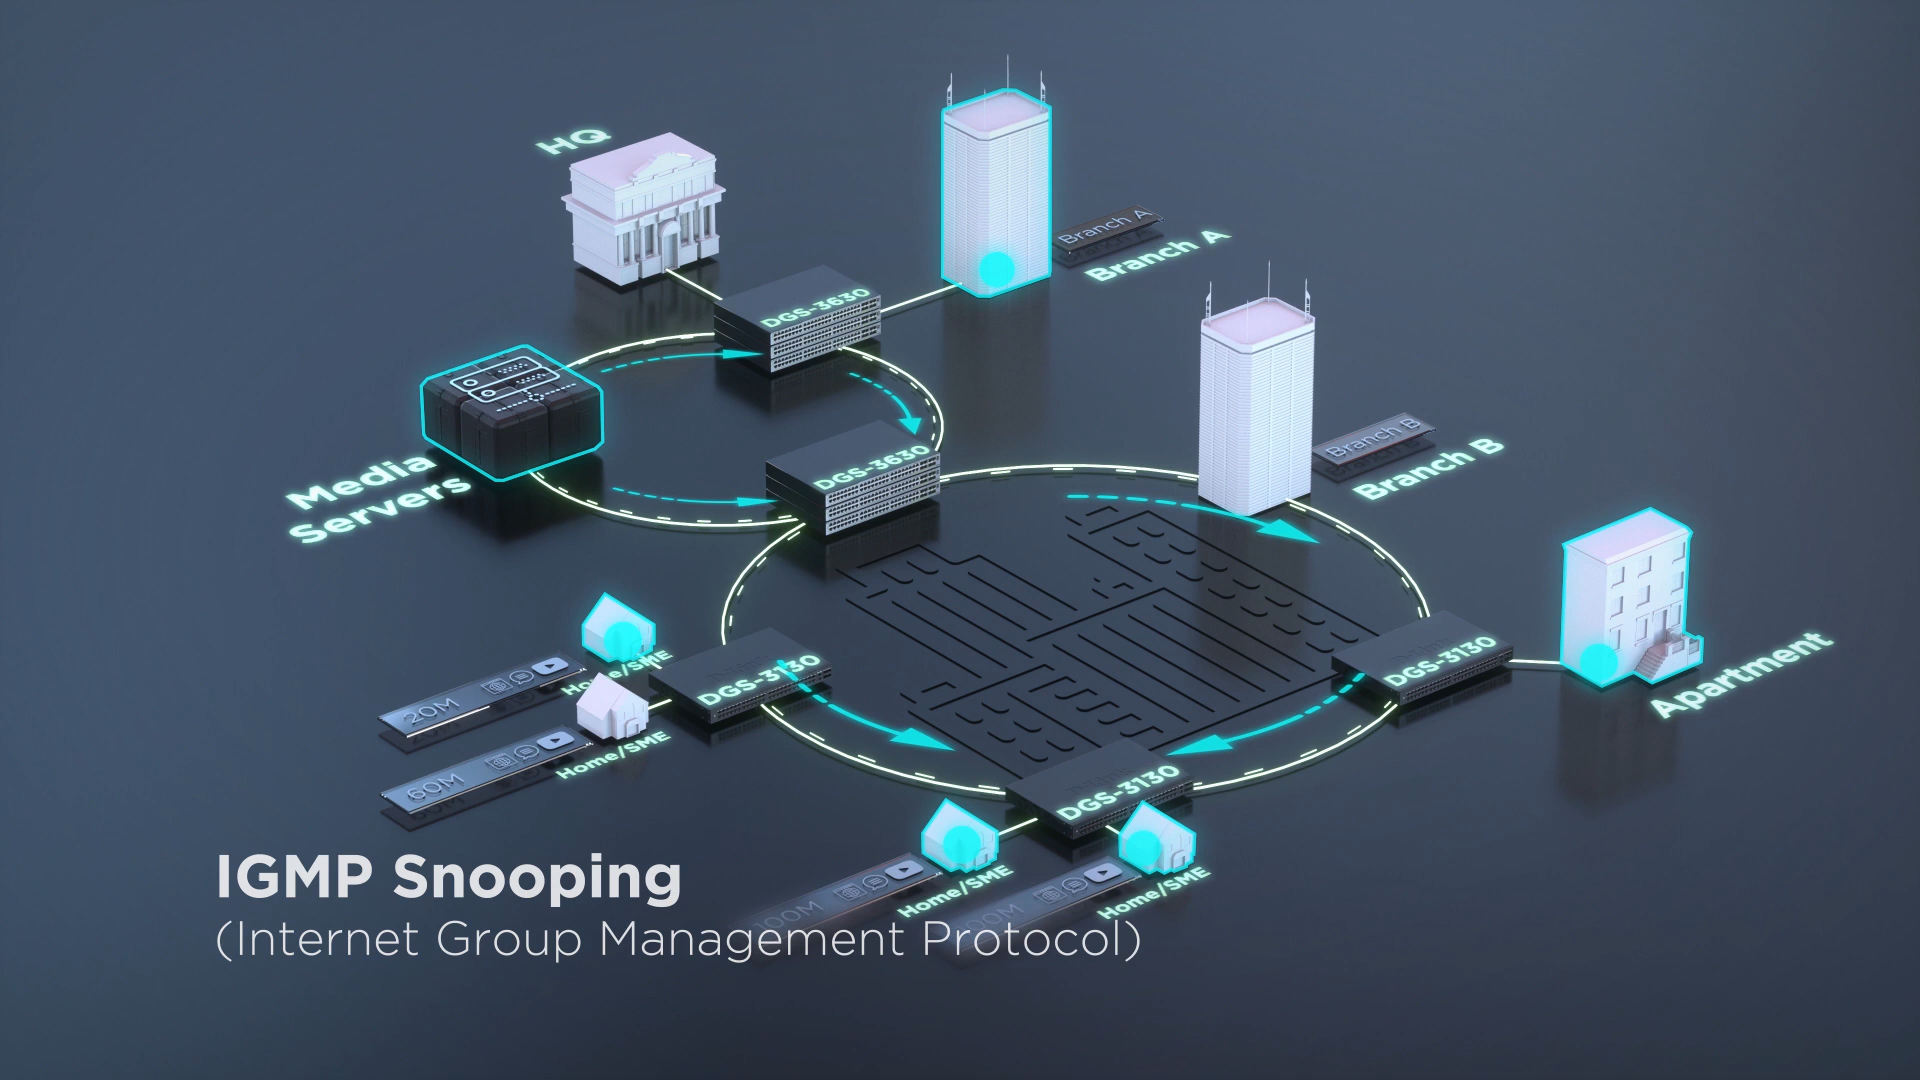 HQ
Branch A
Branch A
DGS-3630
Media
Servers
DGS-3630
Branch B
Branch B
Apartment
Home/SME
20M
DGS-3130
DGS-3130
Home/SME
60M
DGS-3130
Home/SME
100M
Home/SME
IGMP Snooping
(Internet Group Management Protocol)